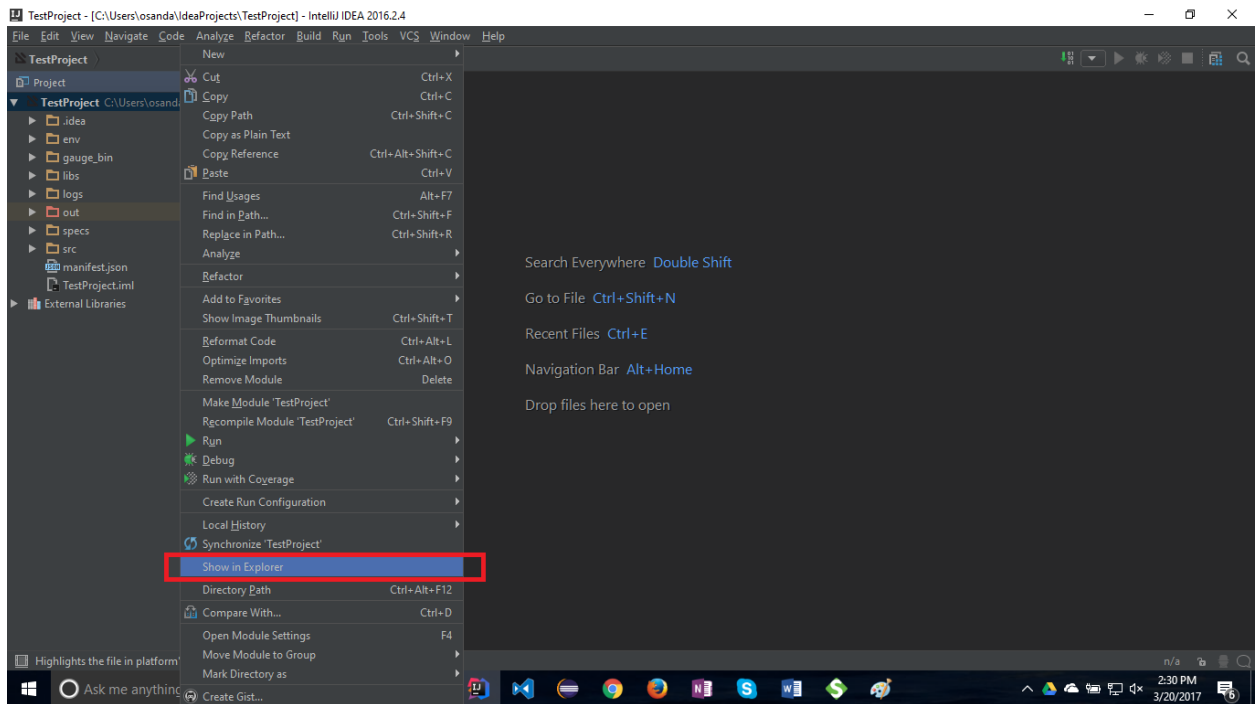 TestProject - [C:\Users\osanda\IdeaProjects\TestProject] - IntelliJ IDEA 2016.2.4
File Edit View Navigate Code Analyze Refactor Build Run Tools VCS Window Help
TestProject
Project
TestProject C:\Users\osand
.idea
env
gauge_bin
libs
logs
out
specs
src
manifest.json
TestProject.iml
External Libraries
New
Cut Ctrl+X
Copy Ctrl+C
Copy Path Ctrl+Shift+C
Copy as Plain Text
Copy Reference Ctrl+Alt+Shift+C
Paste Ctrl+V
Find Usages Alt+F7
Find in Path... Ctrl+Shift+F
Replace in Path... Ctrl+Shift+R
Analyze
Refactor
Add to Favorites
Show Image Thumbnails Ctrl+Shift+T
Reformat Code Ctrl+Alt+L
Optimize Imports Ctrl+Alt+O
Remove Module Delete
Make Module 'TestProject'
Recompile Module 'TestProject' Ctrl+Shift+F9
Run
Debug
Run with Coverage
Create Run Configuration
Local History
Synchronize 'TestProject'
Show in Explorer
Directory Path Ctrl+Alt+F12
Compare With... Ctrl+D
Open Module Settings F4
Move Module to Group
Mark Directory as
Create Gist...
Search Everywhere Double Shift
Go to File Ctrl+Shift+N
Recent Files Ctrl+E
Navigation Bar Alt+Home
Drop files here to open
Highlights the file in platform'
n/a
Ask me anything
2:30 PM
3/20/2017
6